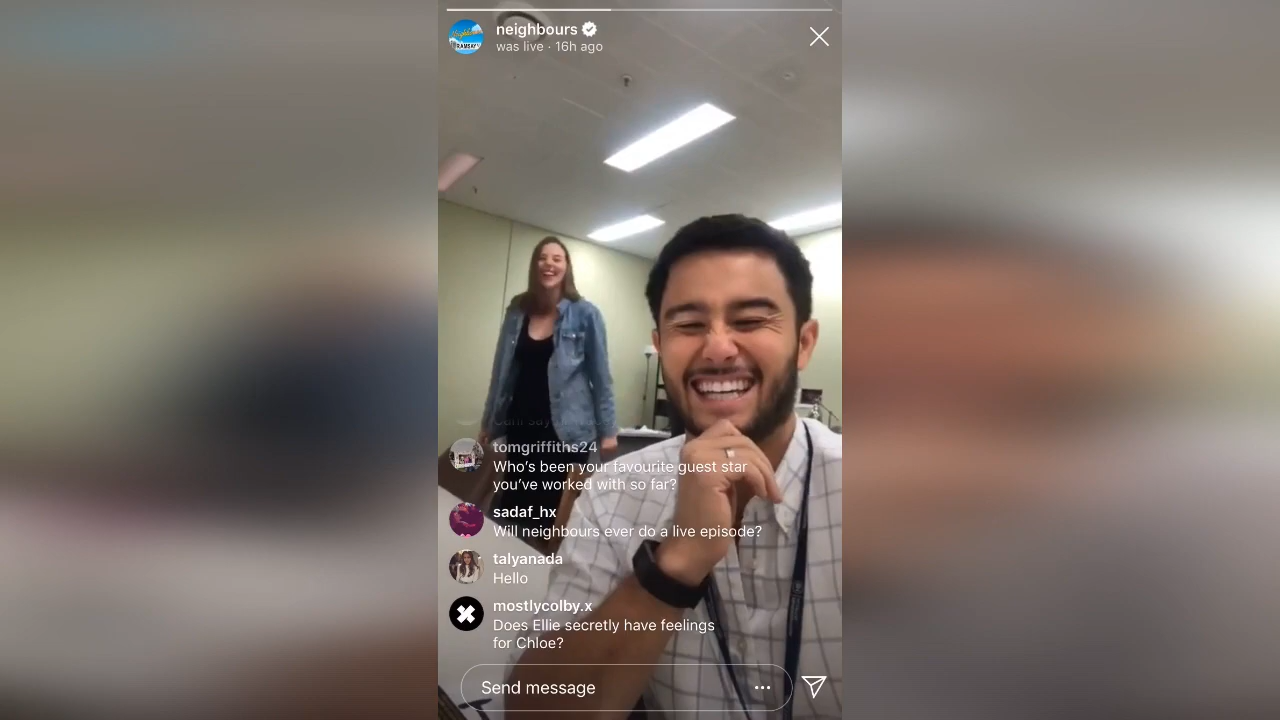 neighbours
was live · 16h ago
RAMSAY
tomgriffiths24
Who's been your favourite guest star
you've worked with so far?
sadaf_hx
Will neighbours ever do a live episode?
talyanada
Hello
mostlycolby.x
Does Ellie secretly have feelings
for Chloe?
Send message